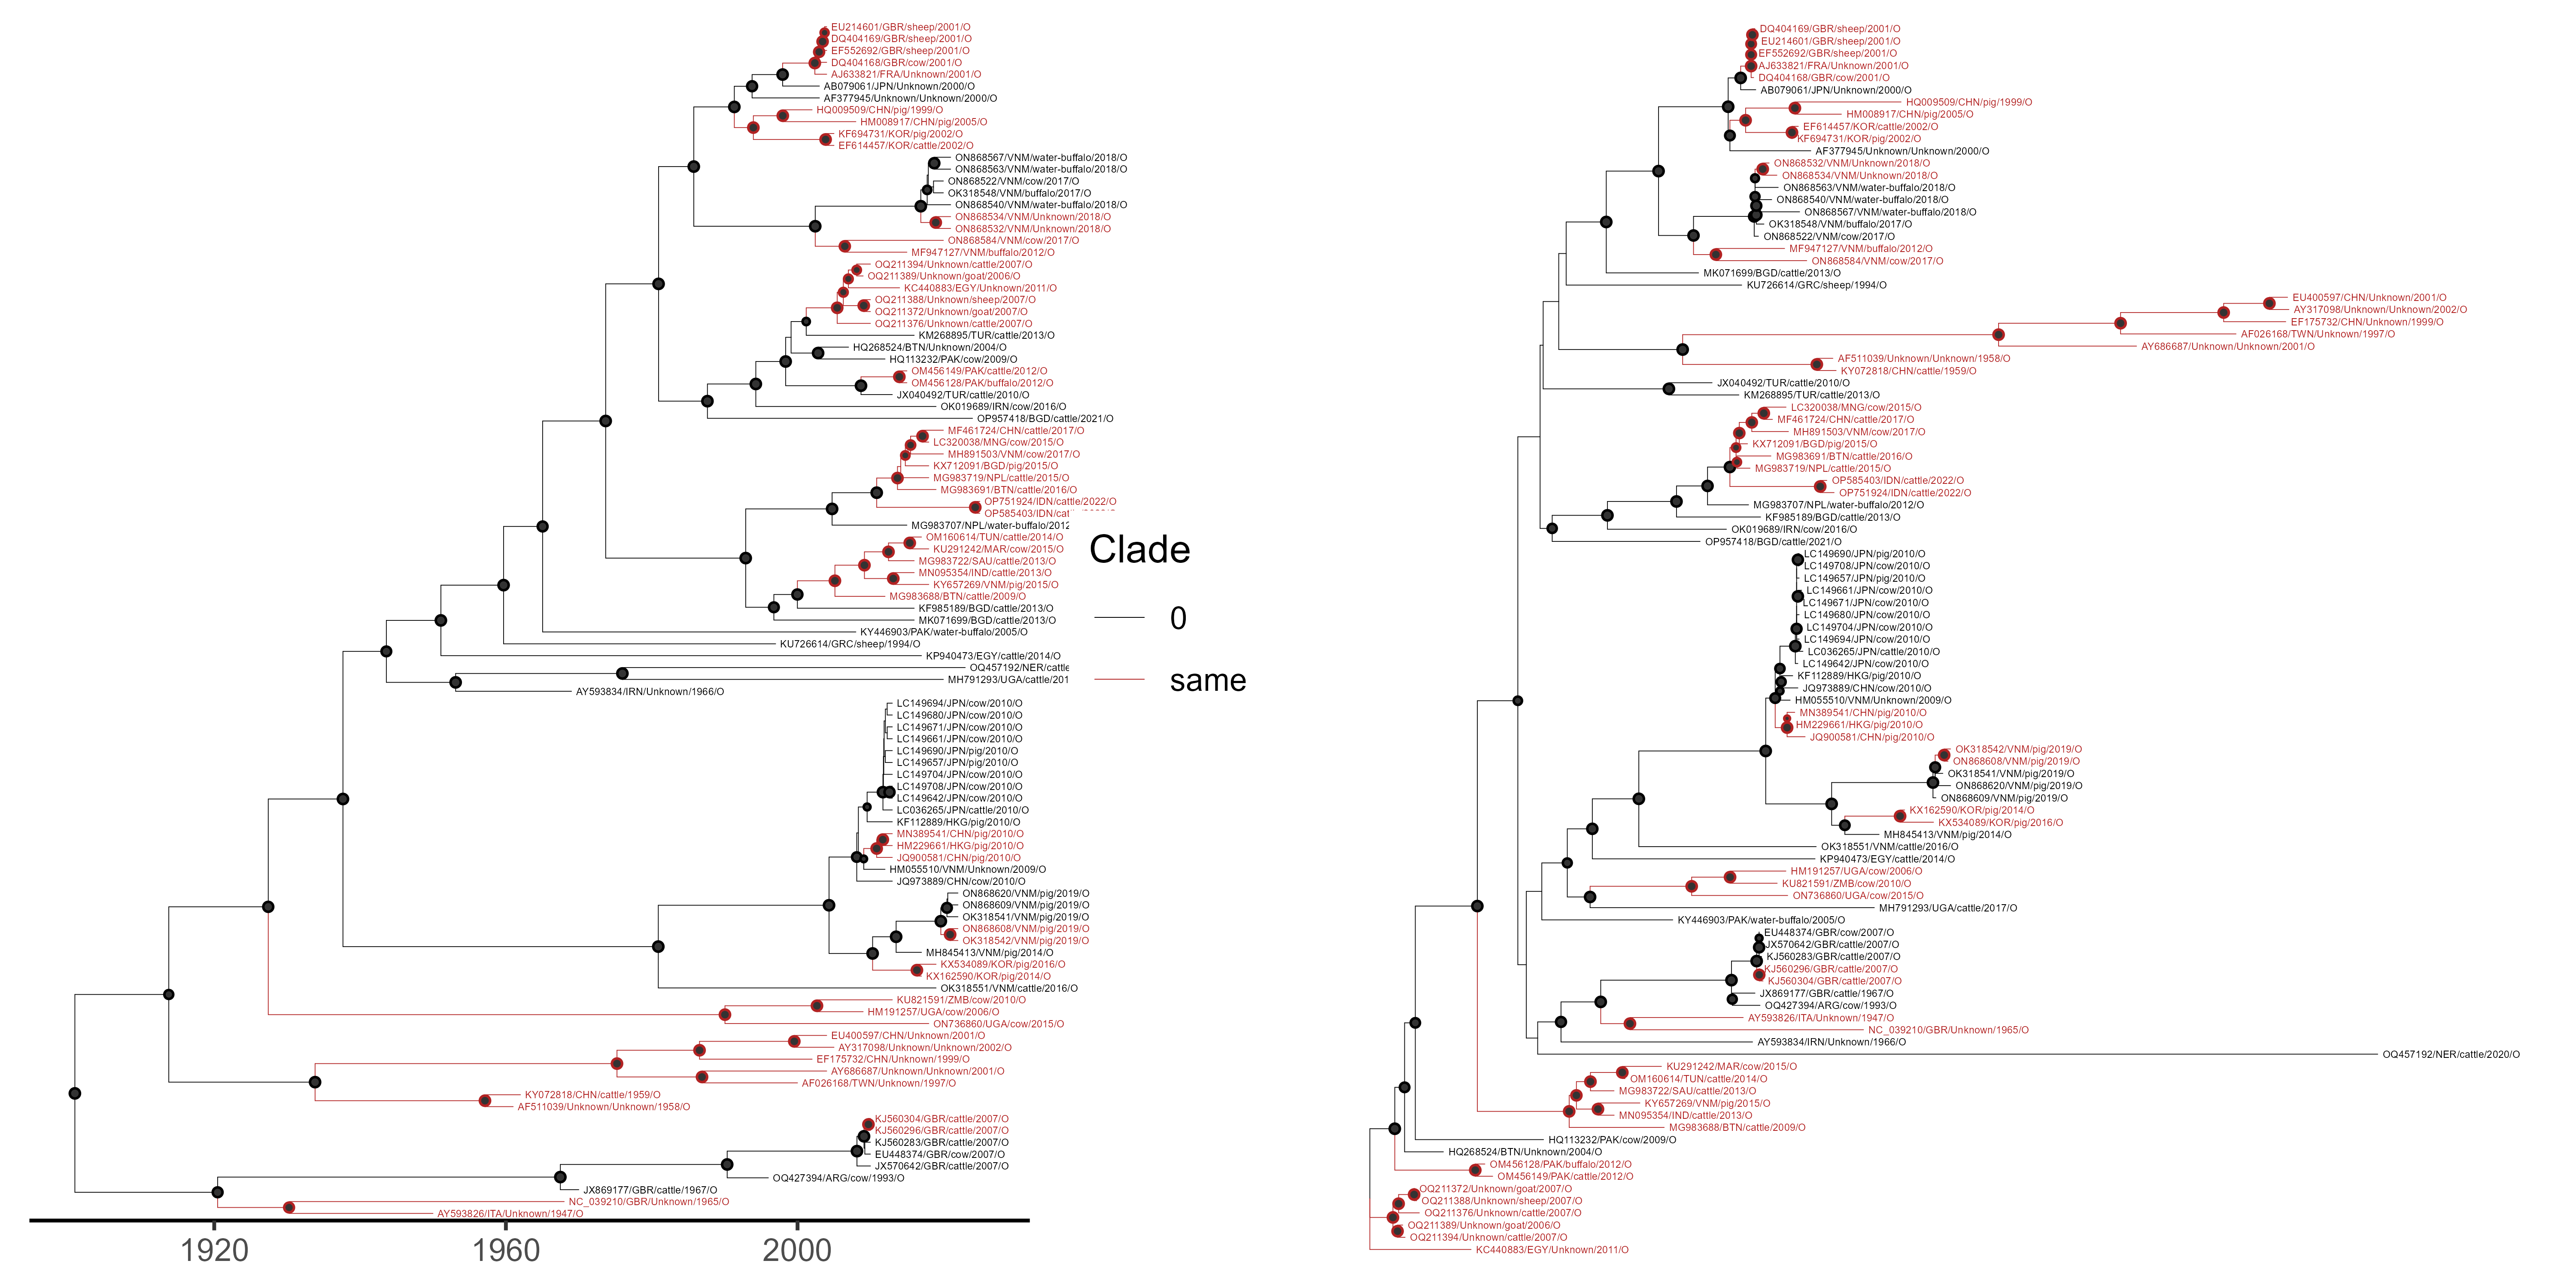 EU214601/GBR/sheep/2001/O
DQ404169/GBR/sheep/2001/O
EF552692/GBR/sheep/2001/O
DQ404168/GBR/cow/2001/O
AJ633821/FRA/Unknown/2001/O
AB079061/JPN/Unknown/2000/O
AF377945/Unknown/Unknown/2000/O
HQ009509/CHN/pig/1999/O
HM008917/CHN/pig/2005/O
KF694731/KOR/pig/2002/O
EF614457/KOR/cattle/2002/O
ON868567/VNM/water-buffalo/2018/O
ON868563/VNM/water-buffalo/2018/O
ON868522/VNM/cow/2017/O
OK318548/VNM/buffalo/2017/O
ON868540/VNM/water-buffalo/2018/O
ON868534/VNM/Unknown/2018/O
ON868532/VNM/Unknown/2018/O
ON868584/VNM/cow/2017/O
MF947127/VNM/buffalo/2012/O
OQ211394/Unknown/cattle/2007/O
OQ211389/Unknown/goat/2006/O
KC440883/EGY/Unknown/2011/O
OQ211388/Unknown/sheep/2007/O
OQ211372/Unknown/goat/2007/O
OQ211376/Unknown/cattle/2007/O
KM268895/TUR/cattle/2013/O
HQ268524/BTN/Unknown/2004/O
HQ113232/PAK/cow/2009/O
OM456149/PAK/cattle/2012/O
OM456128/PAK/buffalo/2012/O
JX040492/TUR/cattle/2010/O
OK019689/IRN/cow/2016/O
OP957418/BGD/cattle/2021/O
MF461724/CHN/cattle/2017/O
LC320038/MNG/cow/2015/O
MH891503/VNM/cow/2017/O
KX712091/BGD/pig/2015/O
MG983719/NPL/cattle/2015/O
MG983691/BTN/cattle/2016/O
OP751924/IDN/cattle/2022/O
OP585403/IDN/cat
MG983707/NPL/water-buffalo/2012
OM160614/TUN/cattle/2014/O
KU291242/MAR/cow/2015/O
MG983722/SAU/cattle/2013/O
MN095354/IND/cattle/2013/O
KY657269/VNM/pig/2015/O
MG983688/BTN/cattle/2009/O
KF985189/BGD/cattle/2013/O
MK071699/BGD/cattle/2013/O
KY446903/PAK/water-buffalo/2005/O
KU726614/GRC/sheep/1994/O
KP940473/EGY/cattle/2014/O
OQ457192/NER/cattle
MH791293/UGA/cattle/201
AY593834/IRN/Unknown/1966/O
LC149694/JPN/cow/2010/O
LC149680/JPN/cow/2010/O
LC149671/JPN/cow/2010/O
LC149661/JPN/cow/2010/O
LC149690/JPN/pig/2010/O
LC149657/JPN/pig/2010/O
LC149704/JPN/cow/2010/O
LC149708/JPN/cow/2010/O
LC149642/JPN/cow/2010/O
LC036265/JPN/cattle/2010/O
KF112889/HKG/pig/2010/O
MN389541/CHN/pig/2010/O
HM229661/HKG/pig/2010/O
JQ900581/CHN/pig/2010/O
HM055510/VNM/Unknown/2009/O
JQ973889/CHN/cow/2010/O
ON868620/VNM/pig/2019/O
ON868609/VNM/pig/2019/O
OK318541/VNM/pig/2019/O
ON868608/VNM/pig/2019/O
OK318542/VNM/pig/2019/O
MH845413/VNM/pig/2014/O
KX534089/KOR/pig/2016/O
KX162590/KOR/pig/2014/O
OK318551/VNM/cattle/2016/O
KU821591/ZMB/cow/2010/O
HM191257/UGA/cow/2006/O
ON736860/UGA/cow/2015/O
EU400597/CHN/Unknown/2001/O
AY317098/Unknown/Unknown/2002/O
EF175732/CHN/Unknown/1999/O
AY686687/Unknown/Unknown/2001/O
AF026168/TWN/Unknown/1997/O
KY072818/CHN/cattle/1959/O
AF511039/Unknown/Unknown/1958/O
KJ560304/GBR/cattle/2007/O
KJ560296/GBR/cattle/2007/O
KJ560283/GBR/cattle/2007/O
EU448374/GBR/cow/2007/O
JX570642/GBR/cattle/2007/O
OQ427394/ARG/cow/1993/O
JX869177/GBR/cattle/1967/O
NC_039210/GBR/Unknown/1965/O
AY593826/ITA/Unknown/1947/O
1920
1960
2000
Clade
0
same
DQ404169/GBR/sheep/2001/O
EU214601/GBR/sheep/2001/O
EF552692/GBR/sheep/2001/O
AJ633821/FRA/Unknown/2001/O
DQ404168/GBR/cow/2001/O
AB079061/JPN/Unknown/2000/O
HQ009509/CHN/pig/1999/O
HM008917/CHN/pig/2005/O
EF614457/KOR/cattle/2002/O
KF694731/KOR/pig/2002/O
AF377945/Unknown/Unknown/2000/O
ON868532/VNM/Unknown/2018/O
ON868534/VNM/Unknown/2018/O
ON868563/VNM/water-buffalo/2018/O
ON868540/VNM/water-buffalo/2018/O
ON868567/VNM/water-buffalo/2018/O
OK318548/VNM/buffalo/2017/O
ON868522/VNM/cow/2017/O
MF947127/VNM/buffalo/2012/O
ON868584/VNM/cow/2017/O
MK071699/BGD/cattle/2013/O
KU726614/GRC/sheep/1994/O
EU400597/CHN/Unknown/2001/O
AY317098/Unknown/Unknown/2002/O
EF175732/CHN/Unknown/1999/O
AF026168/TWN/Unknown/1997/O
AY686687/Unknown/Unknown/2001/O
AF511039/Unknown/Unknown/1958/O
KY072818/CHN/cattle/1959/O
JX040492/TUR/cattle/2010/O
KM268895/TUR/cattle/2013/O
LC320038/MNG/cow/2015/O
MF461724/CHN/cattle/2017/O
MH891503/VNM/cow/2017/O
KX712091/BGD/pig/2015/O
MG983691/BTN/cattle/2016/O
MG983719/NPL/cattle/2015/O
OP585403/IDN/cattle/2022/O
OP751924/IDN/cattle/2022/O
MG983707/NPL/water-buffalo/2012/O
KF985189/BGD/cattle/2013/O
OK019689/IRN/cow/2016/O
OP957418/BGD/cattle/2021/O
LC149690/JPN/pig/2010/O
LC149708/JPN/cow/2010/O
LC149657/JPN/pig/2010/O
LC149661/JPN/cow/2010/O
LC149671/JPN/cow/2010/O
LC149680/JPN/cow/2010/O
LC149704/JPN/cow/2010/O
LC149694/JPN/cow/2010/O
LC036265/JPN/cattle/2010/O
LC149642/JPN/cow/2010/O
KF112889/HKG/pig/2010/O
JQ973889/CHN/cow/2010/O
HM055510/VNM/Unknown/2009/O
MN389541/CHN/pig/2010/O
HM229661/HKG/pig/2010/O
JQ900581/CHN/pig/2010/O
OK318542/VNM/pig/2019/O
ON868608/VNM/pig/2019/O
OK318541/VNM/pig/2019/O
ON868620/VNM/pig/2019/O
ON868609/VNM/pig/2019/O
KX162590/KOR/pig/2014/O
KX534089/KOR/pig/2016/O
MH845413/VNM/pig/2014/O
OK318551/VNM/cattle/2016/O
KP940473/EGY/cattle/2014/O
HM191257/UGA/cow/2006/O
KU821591/ZMB/cow/2010/O
ON736860/UGA/cow/2015/O
MH791293/UGA/cattle/2017/O
KY446903/PAK/water-buffalo/2005/O
EU448374/GBR/cow/2007/O
JX570642/GBR/cattle/2007/O
KJ560283/GBR/cattle/2007/O
KJ560296/GBR/cattle/2007/O
KJ560304/GBR/cattle/2007/O
JX869177/GBR/cattle/1967/O
OQ427394/ARG/cow/1993/O
AY593826/ITA/Unknown/1947/O
NC_039210/GBR/Unknown/1965/O
AY593834/IRN/Unknown/1966/O
OQ457192/NER/cattle/2020/O
KU291242/MAR/cow/2015/O
OM160614/TUN/cattle/2014/O
MG983722/SAU/cattle/2013/O
KY657269/VNM/pig/2015/O
MN095354/IND/cattle/2013/O
MG983688/BTN/cattle/2009/O
HQ113232/PAK/cow/2009/O
HQ268524/BTN/Unknown/2004/O
OM456128/PAK/buffalo/2012/O
OM456149/PAK/cattle/2012/O
OQ211372/Unknown/goat/2007/O
OQ211388/Unknown/sheep/2007/O
OQ211376/Unknown/cattle/2007/O
OQ211389/Unknown/goat/2006/O
OQ211394/Unknown/cattle/2007/O
KC440883/EGY/Unknown/2011/O